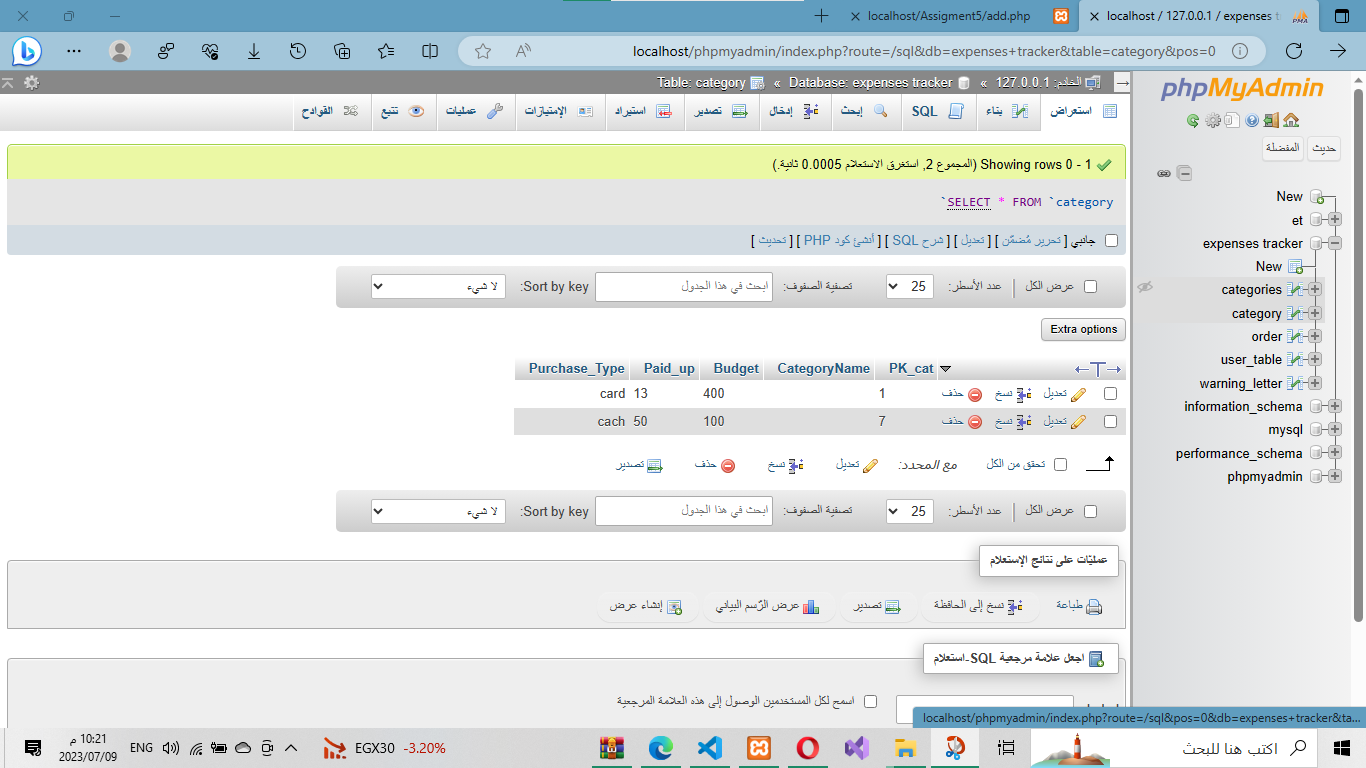 localhost/Assigment5/add.php
localhost / 127.0.0.1 / expenses t
localhost/phpmyadmin/index.php?route=/sql&db=expenses+tracker&table=category&pos=0
الخادم: 127.0.0.1 » Database: expenses tracker » Table: category
استعراض
بناء
SQL
إبحث
إدخال
تصدير
استيراد
الإمتيازات
عمليات
تتبع
القوادح
phpMyAdmin
حديث
المفضلة
New
et
expenses tracker
New
categories
category
order
user_table
warning_letter
information_schema
mysql
performance_schema
phpmyadmin
Showing rows 0 - 1 (المجموع 2, استغرق الاستعلام 0.0005 ثانية.)
SELECT * FROM `category`
جانبي [ تحرير مُضمّن ] [ تعديل ] [ شرح SQL ] [ أنشئ كود PHP ] [ تحديث ]
عرض الكل
عدد الأسطر: 25
تصفية الصفوف: ابحث في هذا الجدول
Sort by key: لا شيء
Extra options
PK_cat CategoryName Budget Paid_up Purchase_Type
تعديل نسخ حذف 1 400 13 card
تعديل نسخ حذف 7 100 50 cach
تحقق من الكل مع المحدد: تعديل نسخ حذف تصدير
عرض الكل
عدد الأسطر: 25
تصفية الصفوف: ابحث في هذا الجدول
Sort by key: لا شيء
عمليّات على نتائج الإستعلام
طباعة
نسخ إلى الحافظة
تصدير
عرض الرّسم البياني
إنشاء عرض
اجعل علامة مرجعية SQL-استعلام
اسمح لكل المستخدمين الوصول إلى هذه العلامة المرجعية
localhost/phpmyadmin/index.php?route=/sql&pos=0&db=expenses+tracker&ta...
اكتب هنا للبحث
EGX30 -3.20%
ENG
10:21 م
2023/07/09